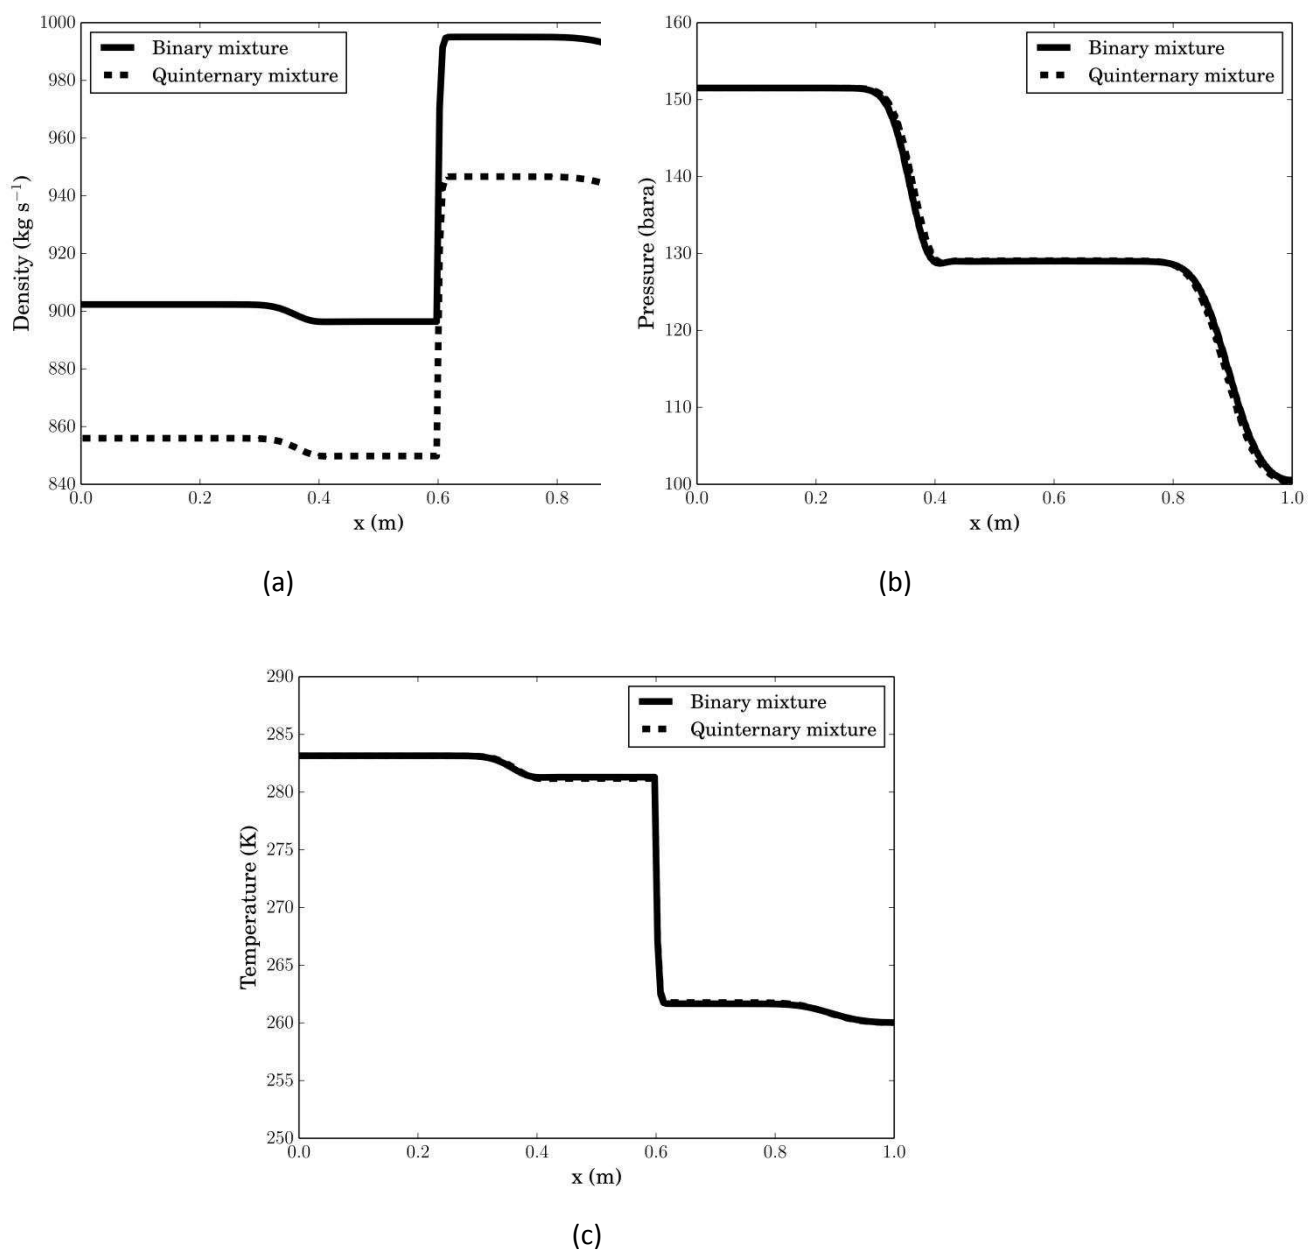 1000
980
960
940
920
900
880
860
840
Density (kg s⁻¹)
Binary mixture
Quinternary mixture
0.0 0.2 0.4 0.6 0.8
x (m)
(a)
160
150
140
130
120
110
100
Pressure (bara)
Binary mixture
Quinternary mixture
0.0 0.2 0.4 0.6 0.8 1.0
x (m)
(b)
290
285
280
275
270
265
260
255
250
Temperature (K)
Binary mixture
Quinternary mixture
0.0 0.2 0.4 0.6 0.8 1.0
x (m)
(c)